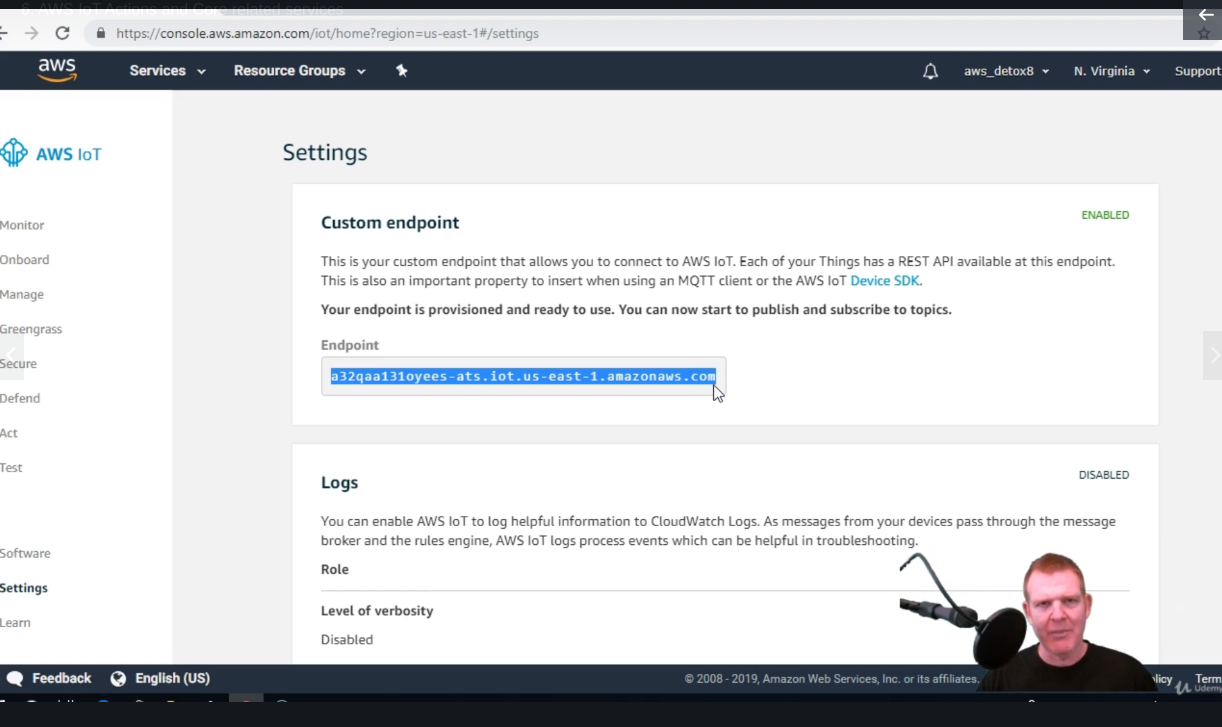 6. AWS IoT Actions and Core related services
https://console.aws.amazon.com/iot/home?region=us-east-1#/settings
aws
Services
Resource Groups
aws_detox8
N. Virginia
Support
AWS IoT
Monitor
Onboard
Manage
Greengrass
Secure
Defend
Act
Test
Software
Settings
Learn
Settings
Custom endpoint
ENABLED
This is your custom endpoint that allows you to connect to AWS IoT. Each of your Things has a REST API available at this endpoint.
This is also an important property to insert when using an MQTT client or the AWS IoT Device SDK.
Your endpoint is provisioned and ready to use. You can now start to publish and subscribe to topics.
Endpoint
a32qaa131oyees-ats.iot.us-east-1.amazonaws.com
Logs
DISABLED
You can enable AWS IoT to log helpful information to CloudWatch Logs. As messages from your devices pass through the message
broker and the rules engine, AWS IoT logs process events which can be helpful in troubleshooting.
Role
Level of verbosity
Disabled
Feedback
English (US)
© 2008 - 2019, Amazon Web Services, Inc. or its affiliates.
olicy
Term
Udemy